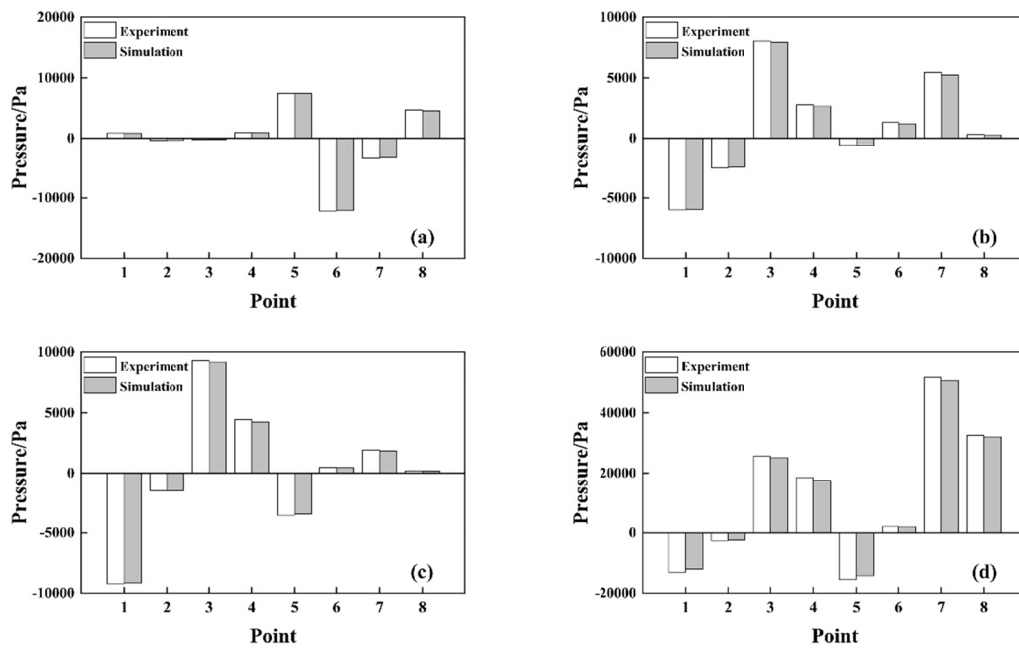 20000
10000
0
-10000
-20000
Pressure/Pa
Experiment
Simulation
(a)
1 2 3 4 5 6 7 8
Point
10000
5000
0
-5000
-10000
Pressure/Pa
Experiment
Simulation
(b)
1 2 3 4 5 6 7 8
Point
10000
5000
0
-5000
-10000
Pressure/Pa
Experiment
Simulation
(c)
1 2 3 4 5 6 7 8
Point
60000
40000
20000
0
-20000
Pressure/Pa
Experiment
Simulation
(d)
1 2 3 4 5 6 7 8
Point